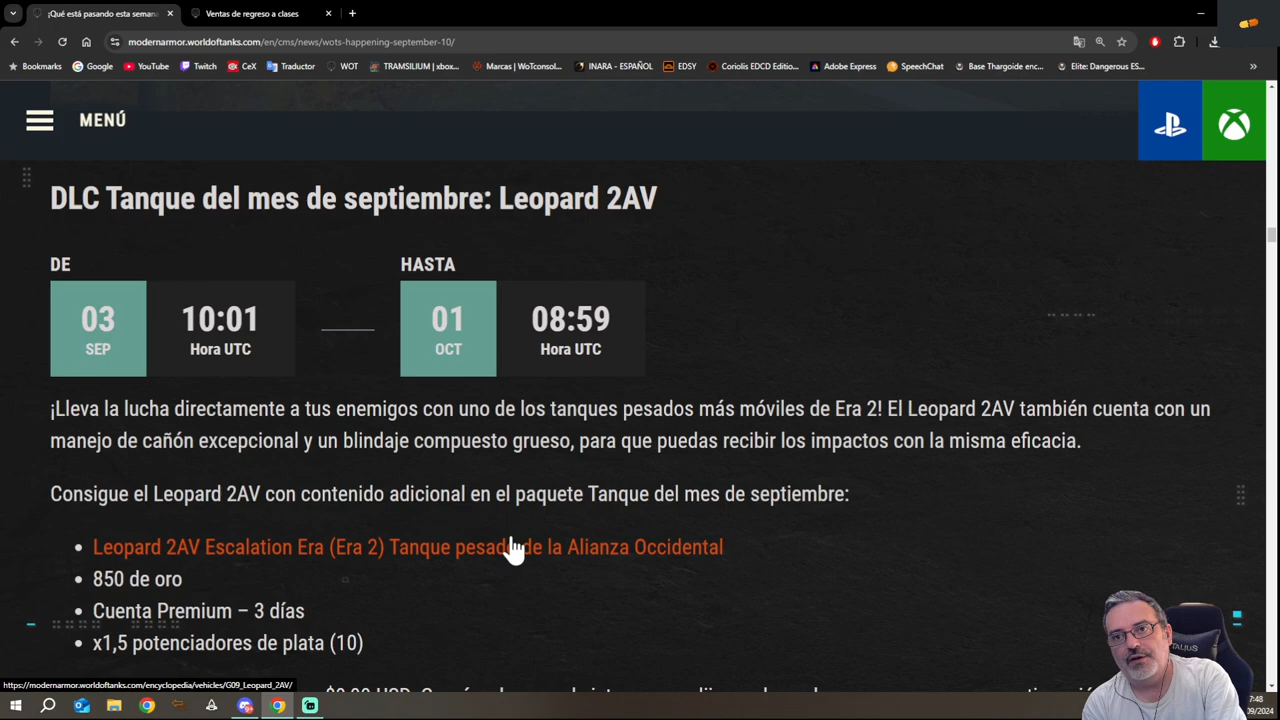 ¡Qué está pasando esta semana
Ventas de regreso a clases
modernarmor.worldoftanks.com/en/cms/news/wots-happening-september-10/
Bookmarks Google YouTube Twitch CeX Traductor WOT TRAMSILIUM | xbox... Marcas | WoTconsol... INARA - ESPAÑOL EDSY Coriolis EDCD Edition... Adobe Express SpeechChat Base Thargoide enc... Elite: Dangerous ES...
MENÚ
DLC Tanque del mes de septiembre: Leopard 2AV
DE HASTA
03 10:01 01 08:59
SEP Hora UTC OCT Hora UTC
¡Lleva la lucha directamente a tus enemigos con uno de los tanques pesados más móviles de Era 2! El Leopard 2AV también cuenta con un
manejo de cañón excepcional y un blindaje compuesto grueso, para que puedas recibir los impactos con la misma eficacia.
Consigue el Leopard 2AV con contenido adicional en el paquete Tanque del mes de septiembre:
Leopard 2AV Escalation Era (Era 2) Tanque pesado de la Alianza Occidental
850 de oro
Cuenta Premium – 3 días
x1,5 potenciadores de plata (10)
https://modernarmor.worldoftanks.com/encyclopedia/vehicles/G09_Leopard_2AV/